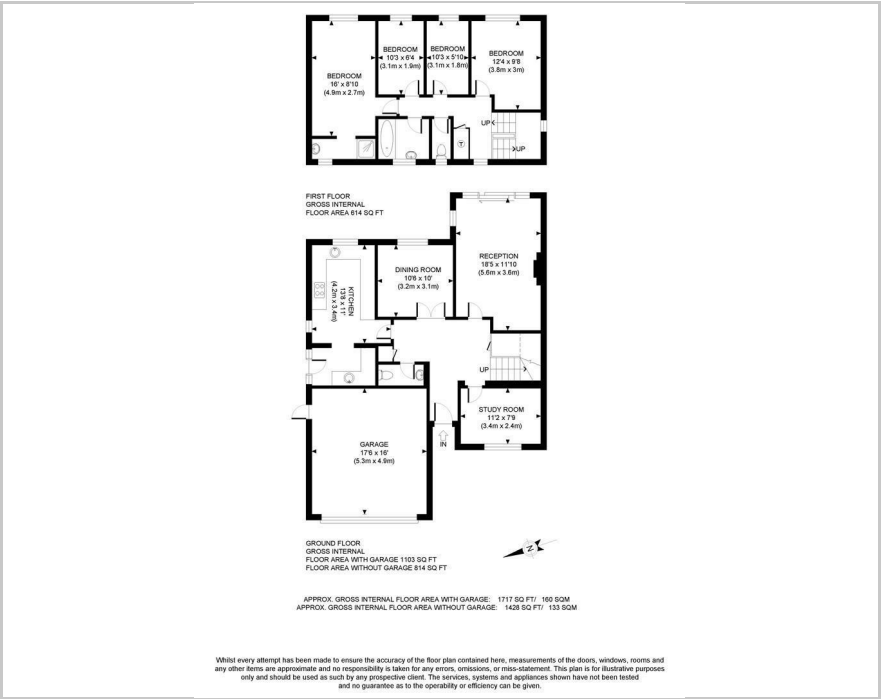 BEDROOM
16' x 8'10
(4.9m x 2.7m)
BEDROOM
10'3 x 6'4
(3.1m x 1.9m)
BEDROOM
10'3 x 5'10
(3.1m x 1.8m)
BEDROOM
12'4 x 9'8
(3.8m x 3m)
UP
UP
T
FIRST FLOOR
GROSS INTERNAL
FLOOR AREA 614 SQ FT
RECEPTION
18'5 x 11'10
(5.6m x 3.6m)
DINING ROOM
10'6 x 10'
(3.2m x 3.1m)
KITCHEN
13'8 x 11'
(4.2m x 3.4m)
UP
STUDY ROOM
11'2 x 7'9
(3.4m x 2.4m)
IN
GARAGE
17'6 x 16'
(5.3m x 4.9m)
N
GROUND FLOOR
GROSS INTERNAL
FLOOR AREA WITH GARAGE 1103 SQ FT
FLOOR AREA WITHOUT GARAGE 814 SQ FT
APPROX. GROSS INTERNAL FLOOR AREA WITH GARAGE: 1717 SQ FT/ 160 SQM
APPROX. GROSS INTERNAL FLOOR AREA WITHOUT GARAGE: 1428 SQ FT/ 133 SQM
Whilst every attempt has been made to ensure the accuracy of the floor plan contained here, measurements of the doors, windows, rooms and
any other items are approximate and no responsibility is taken for any errors, omissions, or miss-statement. This plan is for illustrative purposes
only and should be used as such by any prospective client. The services, systems and appliances shown have not been tested
and no guarantee as to the operability or efficiency can be given.